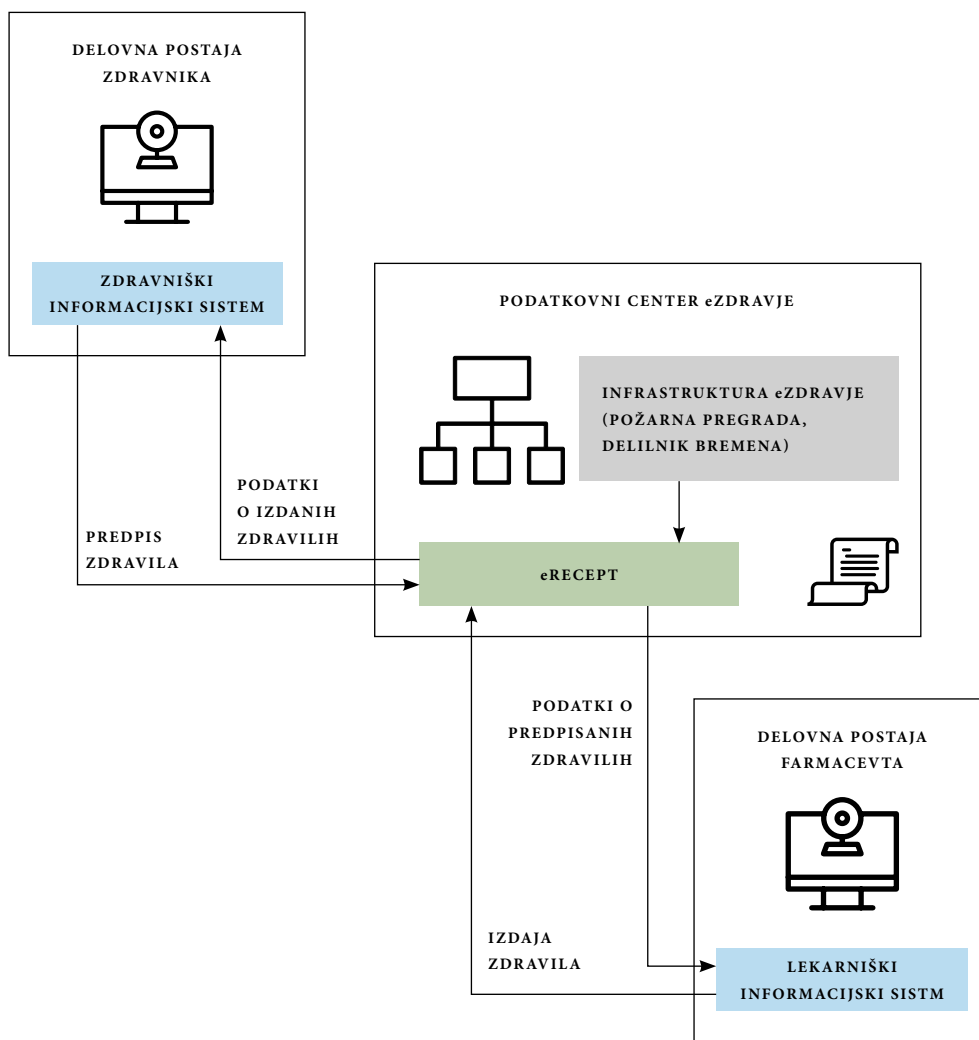 DELOVNA POSTAJA
ZDRAVNIKA
ZDRAVNIŠKI
INFORMACIJSKI SISTEM
PODATKOVNI CENTER eZDRAVJE
INFRASTRUKTURA eZDRAVJE
(POŽARNA PREGRADA,
DELILNIK BREMENA)
PODATKI
O IZDANIH
ZDRAVILIH
PREDPIS
ZDRAVILA
eRECEPT
PODATKI O
PREDPISANIH
ZDRAVILIH
DELOVNA POSTAJA
FARMACEVTA
IZDAJA
ZDRAVILA
LEKARNIŠKI
INFORMACIJSKI SISTM